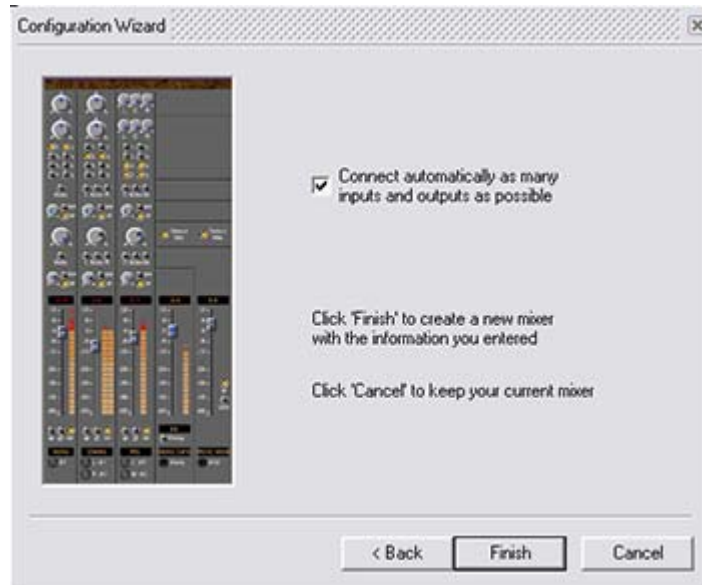 Configuration Wizard
Connect automatically as many
inputs and outputs as possible
Click 'Finish' to create a new mixer
with the information you entered
Click 'Cancel' to keep your current mixer
< Back
Finish
Cancel